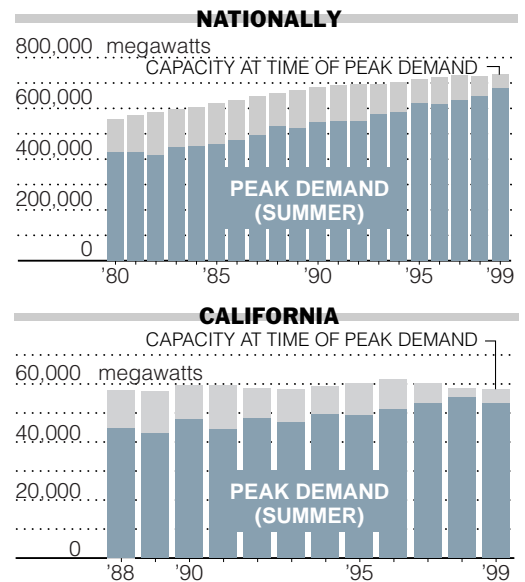 NATIONALLY
800,000 megawatts
CAPACITY AT TIME OF PEAK DEMAND
600,000
400,000
PEAK DEMAND
(SUMMER)
200,000
0
'80 '85 '90 '95 '99
CALIFORNIA
CAPACITY AT TIME OF PEAK DEMAND
60,000 megawatts
40,000
20,000
PEAK DEMAND
(SUMMER)
0
'88 '90 '95 '99